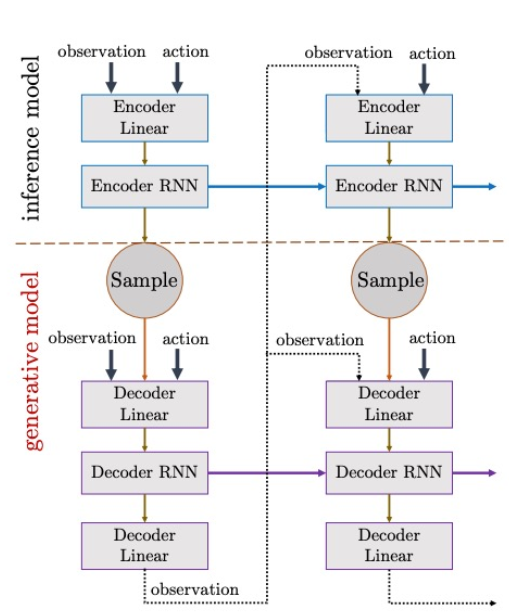 inference model
observation action
Encoder
Linear
Encoder RNN
Sample
observation action
Encoder
Linear
Encoder RNN
Sample
generative model
observation action
Decoder
Linear
Decoder RNN
Decoder
Linear
observation
observation action
Decoder
Linear
Decoder RNN
Decoder
Linear